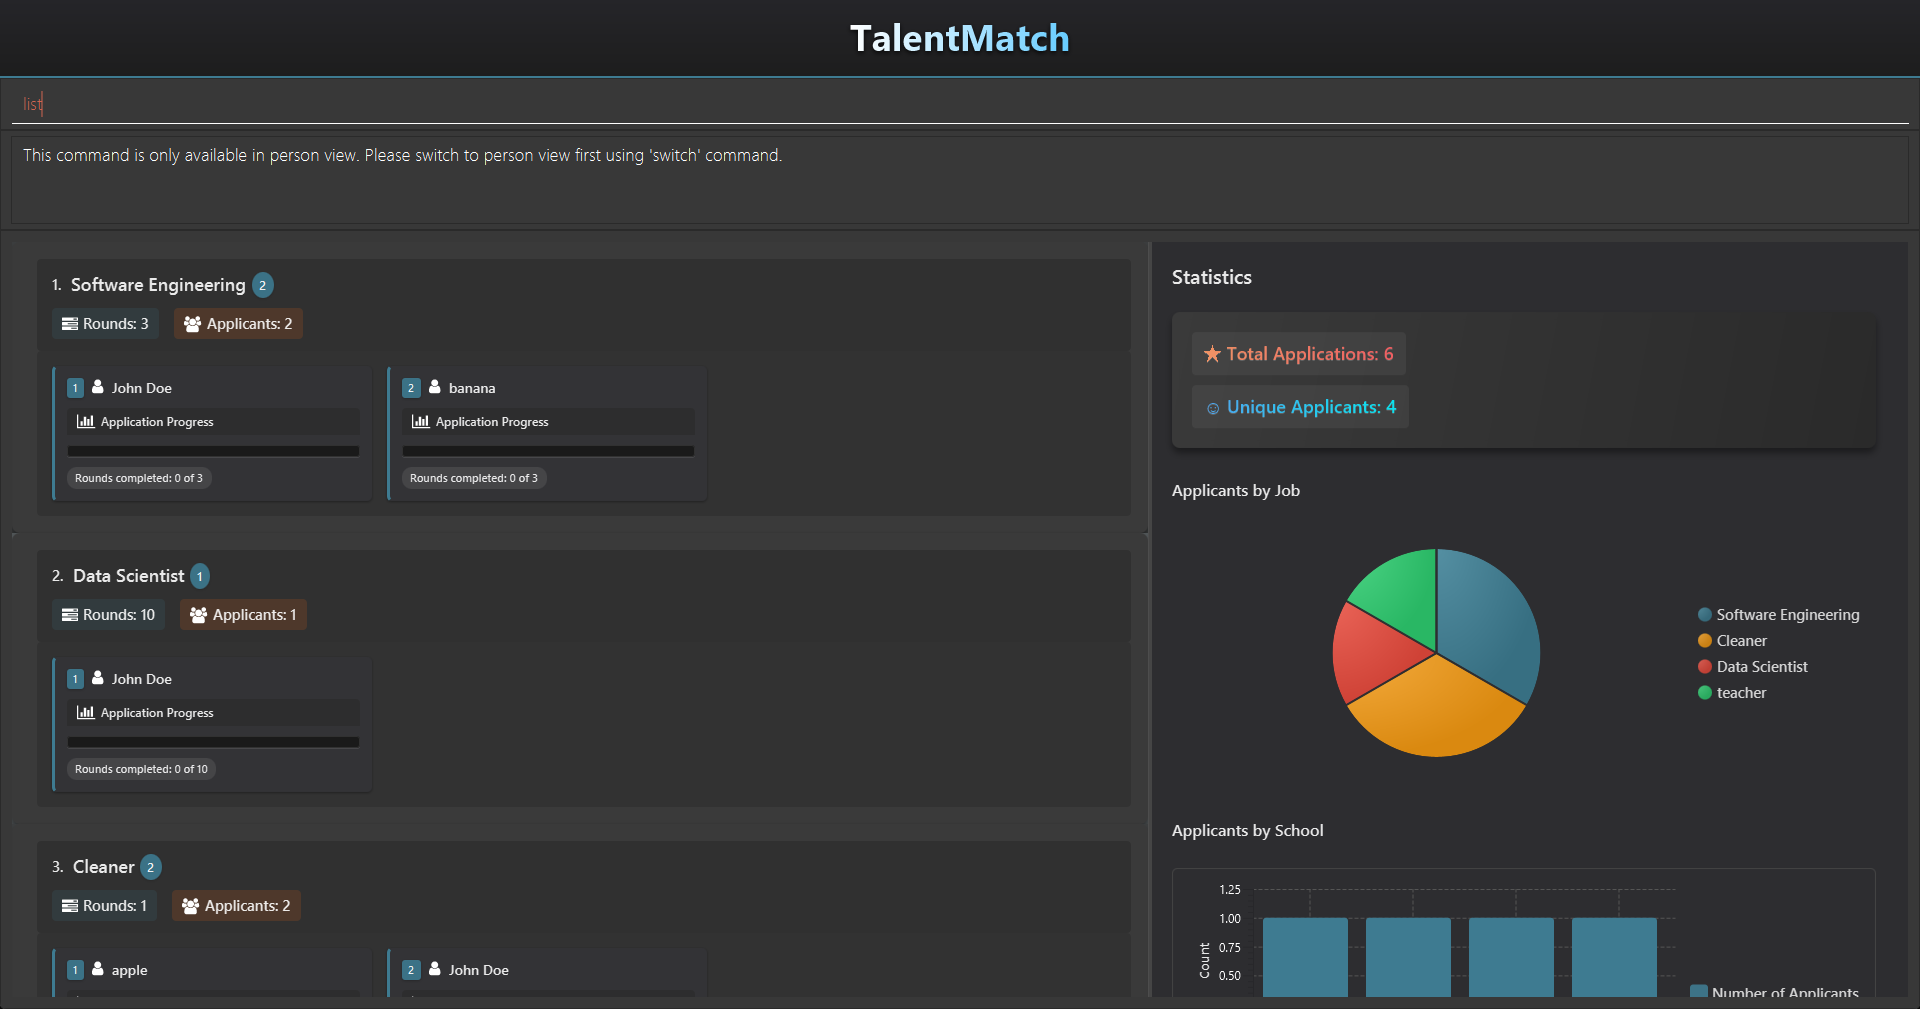 TalentMatch
list
This command is only available in person view. Please switch to person view first using 'switch' command.
1. Software Engineering 2
Rounds: 3 Applicants: 2
1 John Doe
Application Progress
Rounds completed: 0 of 3
2 banana
Application Progress
Rounds completed: 0 of 3
2. Data Scientist 1
Rounds: 10 Applicants: 1
1 John Doe
Application Progress
Rounds completed: 0 of 10
3. Cleaner 2
Rounds: 1 Applicants: 2
1 apple
2 John Doe
Statistics
Total Applications: 6
Unique Applicants: 4
Applicants by Job
Software Engineering
Cleaner
Data Scientist
teacher
Applicants by School
1.25
1.00
0.75
0.50
Count
Number of Applicants